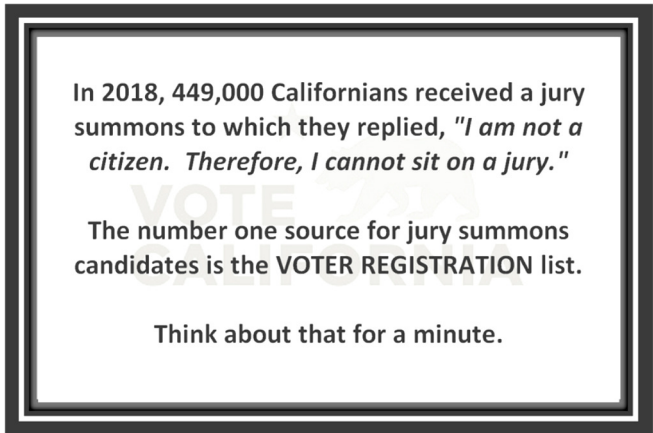 In 2018, 449,000 Californians received a jury
summons to which they replied, "I am not a
citizen.  Therefore, I cannot sit on a jury."
VOTE
CALIFORNIA
The number one source for jury summons
candidates is the VOTER REGISTRATION list.
Think about that for a minute.